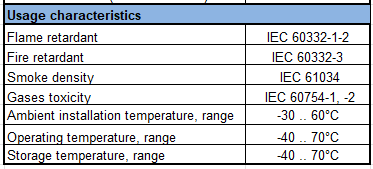 Usage characteristics
Flame retardant IEC 60332-1-2
Fire retardant IEC 60332-3
Smoke density IEC 61034
Gases toxicity IEC 60754-1, -2
Ambient installation temperature, range -30 .. 60°C
Operating temperature, range -40 .. 70°C
Storage temperature, range -40 .. 70°C